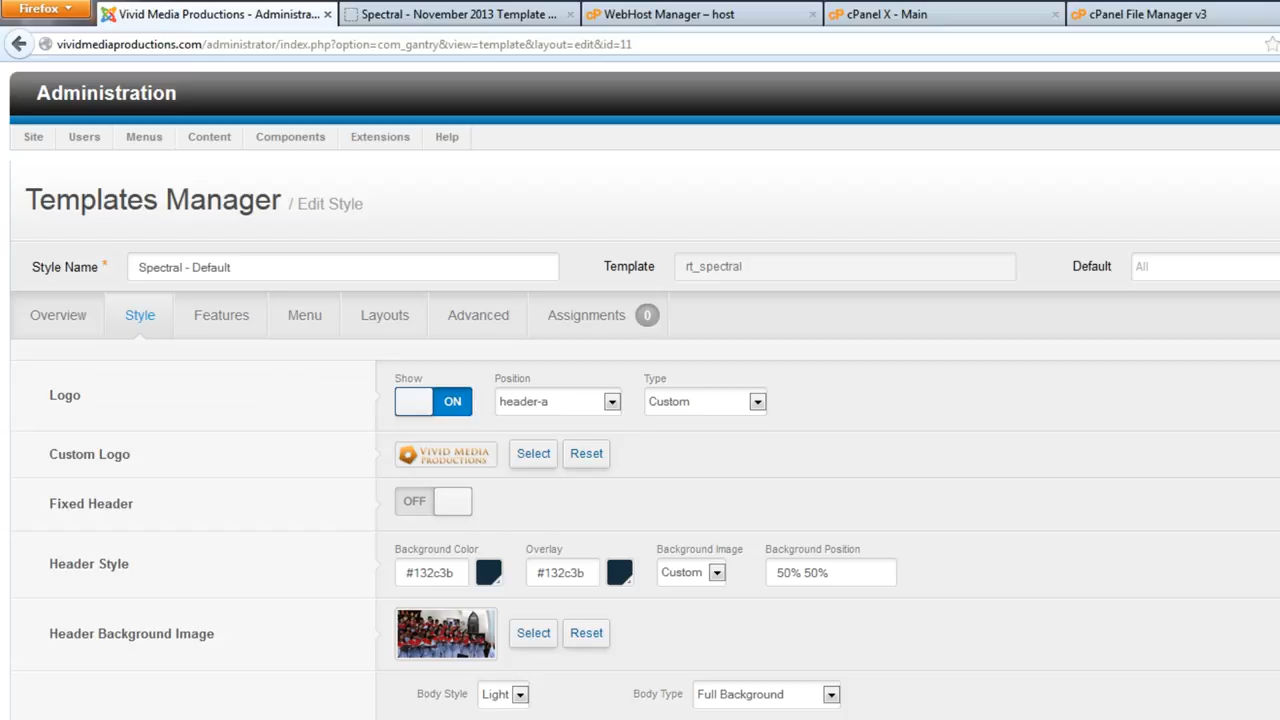 Firefox
Vivid Media Productions - Administra... ×
Spectral - November 2013 Template ... ×
cP WebHost Manager – host ×
cP cPanel X - Main ×
cP cPanel File Manager v3
vividmediaproductions.com/administrator/index.php?option=com_gantry&view=template&layout=edit&id=11
Administration
Site Users Menus Content Components Extensions Help
Templates Manager / Edit Style
Style Name * Spectral - Default Template rt_spectral Default All
Overview Style Features Menu Layouts Advanced Assignments 0
Show Position Type
Logo ON header-a Custom
Custom Logo VIVID MEDIA PRODUCTIONS Select Reset
Fixed Header OFF
Background Color Overlay Background Image Background Position
Header Style #132c3b #132c3b Custom 50% 50%
Header Background Image Select Reset
Body Style Light Body Type Full Background